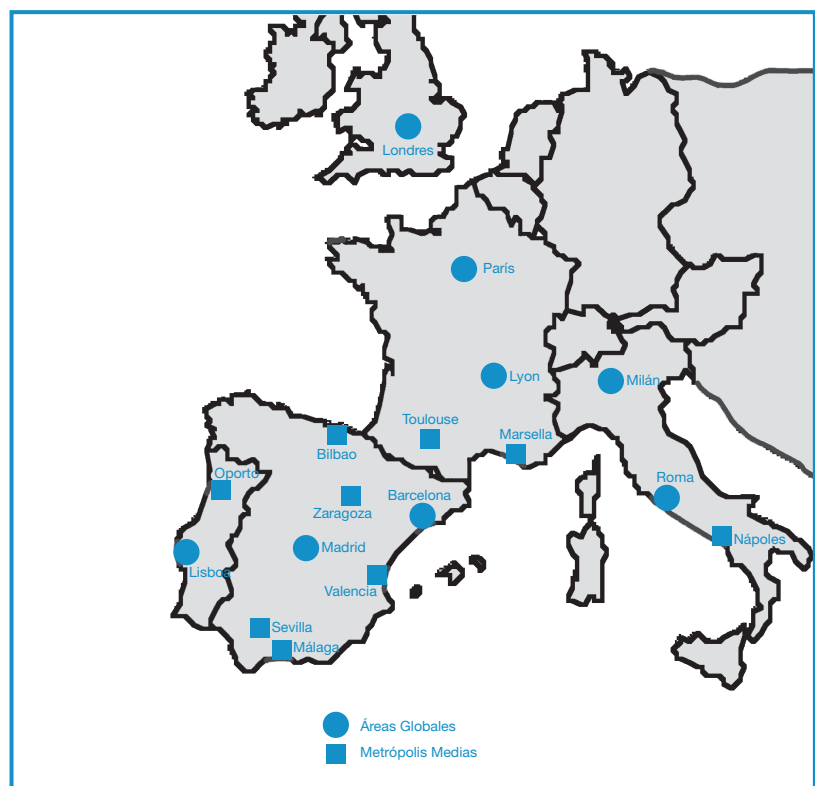 Londres
París
Lyon
Milán
Toulouse
Marsella
Bilbao
Oporto
Roma
Barcelona
Zaragoza
Nápoles
Madrid
Lisboa
Valencia
Sevilla
Málaga
Áreas Globales
Metrópolis Medias